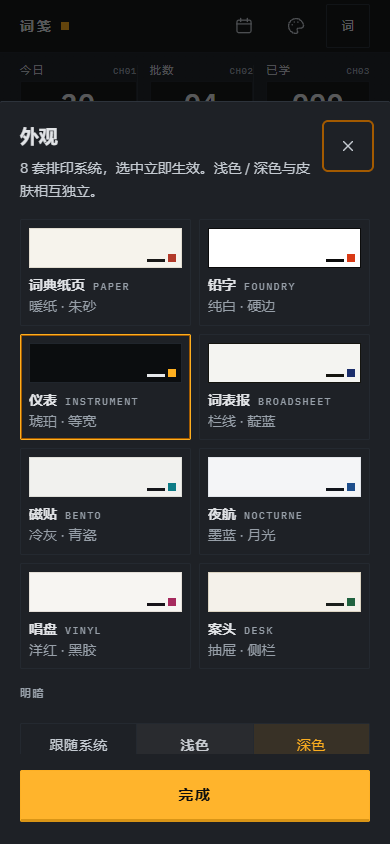 词笺
词
今日 CH01 批数 CH02 已学 CH03
外观
8 套排印系统，选中立即生效。浅色 / 深色与皮
肤相互独立。
词典纸页 PAPER
暖纸 · 朱砂
铅字 FOUNDRY
纯白 · 硬边
仪表 INSTRUMENT
琥珀 · 等宽
词表报 BROADSHEET
栏线 · 靛蓝
磁贴 BENTO
冷灰 · 青瓷
夜航 NOCTURNE
墨蓝 · 月光
唱盘 VINYL
洋红 · 黑胶
案头 DESK
抽屉 · 侧栏
明暗
跟随系统 浅色 深色
完成